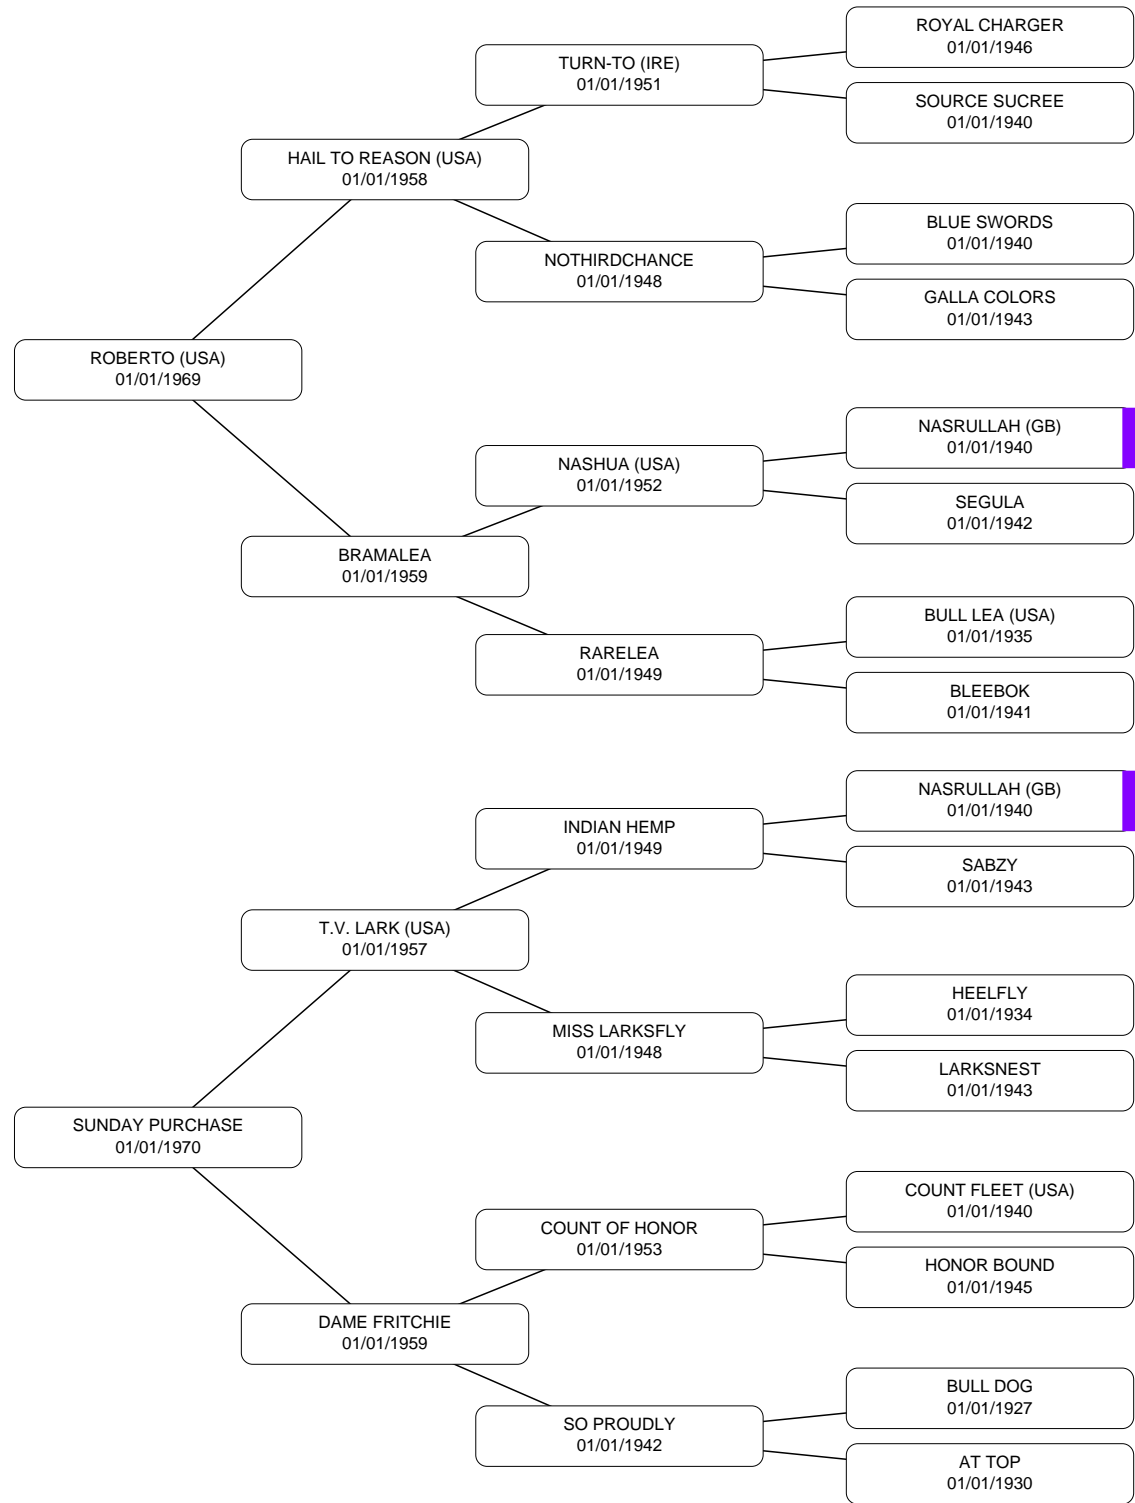 ROYAL CHARGER
01/01/1946
TURN-TO (IRE)
01/01/1951
SOURCE SUCREE
01/01/1940
HAIL TO REASON (USA)
01/01/1958
BLUE SWORDS
01/01/1940
NOTHIRDCHANCE
01/01/1948
GALLA COLORS
01/01/1943
ROBERTO (USA)
01/01/1969
NASRULLAH (GB)
01/01/1940
NASHUA (USA)
01/01/1952
SEGULA
01/01/1942
BRAMALEA
01/01/1959
BULL LEA (USA)
01/01/1935
RARELEA
01/01/1949
BLEEBOK
01/01/1941
NASRULLAH (GB)
01/01/1940
INDIAN HEMP
01/01/1949
SABZY
01/01/1943
T.V. LARK (USA)
01/01/1957
HEELFLY
01/01/1934
MISS LARKSFLY
01/01/1948
LARKSNEST
01/01/1943
SUNDAY PURCHASE
01/01/1970
COUNT FLEET (USA)
01/01/1940
COUNT OF HONOR
01/01/1953
HONOR BOUND
01/01/1945
DAME FRITCHIE
01/01/1959
BULL DOG
01/01/1927
SO PROUDLY
01/01/1942
AT TOP
01/01/1930